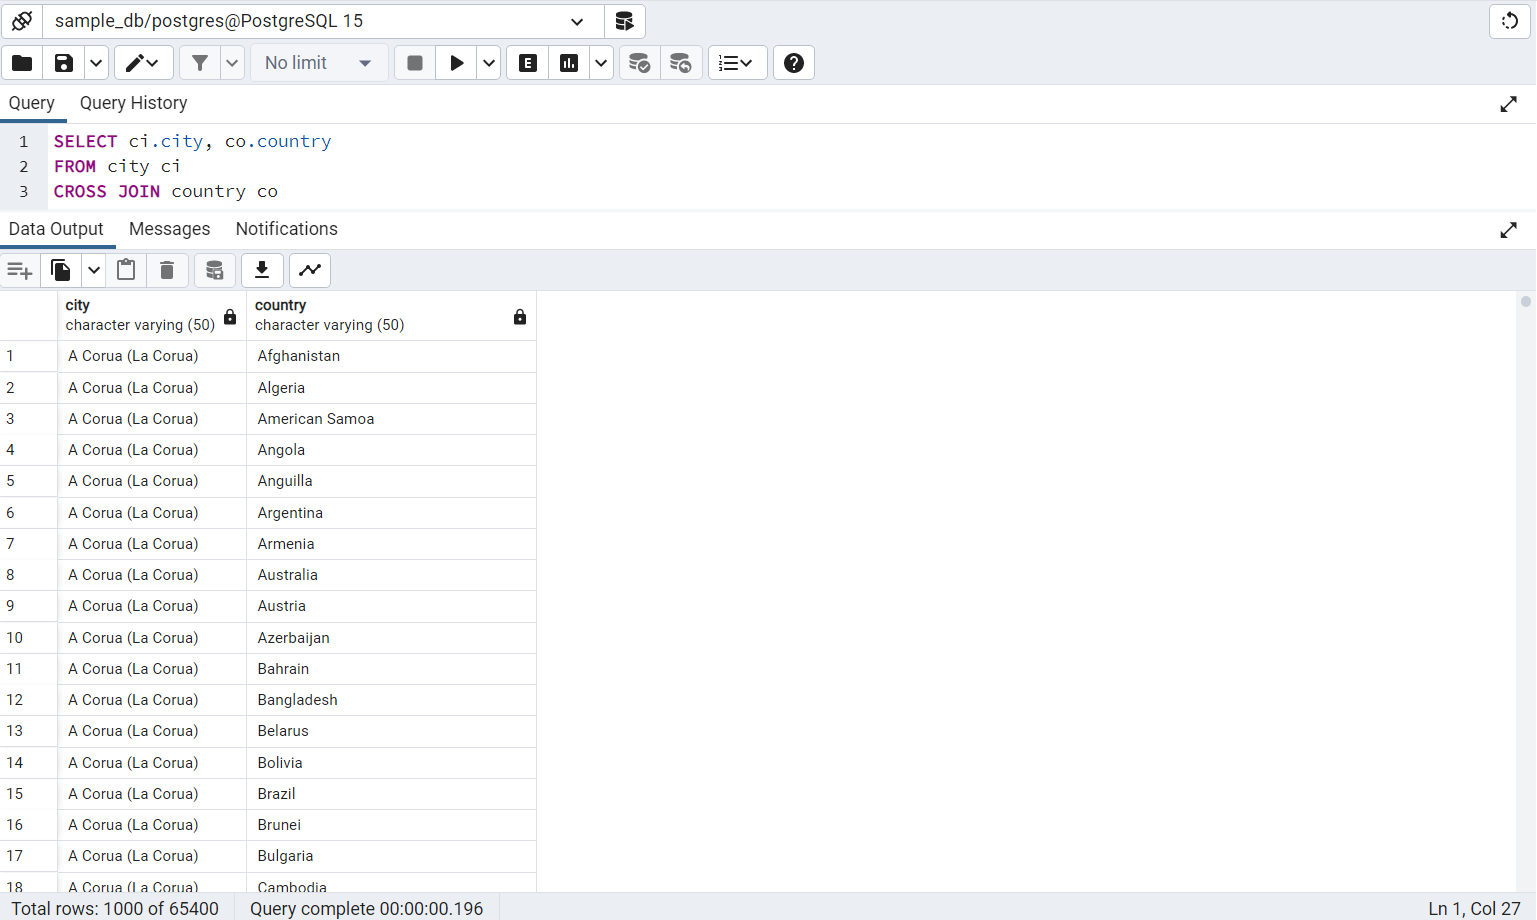 sample_db/postgres@PostgreSQL 15
No limit
E
Query Query History
1 SELECT ci.city, co.country
2 FROM city ci
3 CROSS JOIN country co
Data Output Messages Notifications
city country
character varying (50) character varying (50)
1 A Corua (La Corua) Afghanistan
2 A Corua (La Corua) Algeria
3 A Corua (La Corua) American Samoa
4 A Corua (La Corua) Angola
5 A Corua (La Corua) Anguilla
6 A Corua (La Corua) Argentina
7 A Corua (La Corua) Armenia
8 A Corua (La Corua) Australia
9 A Corua (La Corua) Austria
10 A Corua (La Corua) Azerbaijan
11 A Corua (La Corua) Bahrain
12 A Corua (La Corua) Bangladesh
13 A Corua (La Corua) Belarus
14 A Corua (La Corua) Bolivia
15 A Corua (La Corua) Brazil
16 A Corua (La Corua) Brunei
17 A Corua (La Corua) Bulgaria
18 A Corua (La Corua) Cambodia
Total rows: 1000 of 65400 Query complete 00:00:00.196 Ln 1, Col 27